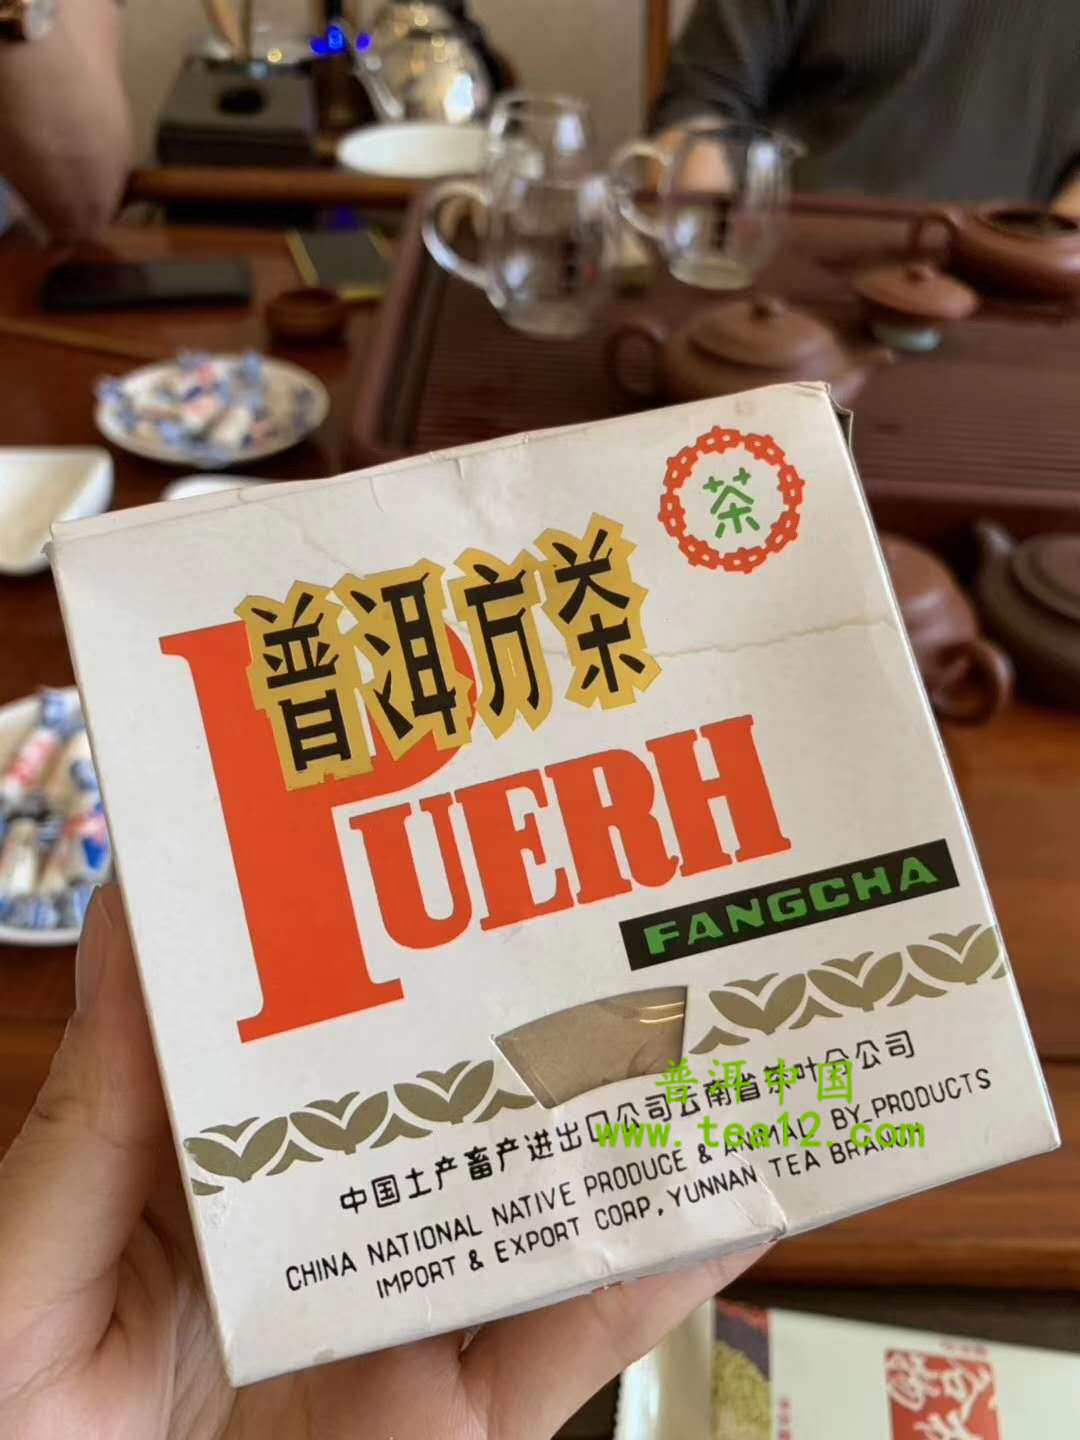 茶
普洱方茶
PUERH
FANGCHA
中国土产畜产进出口公司云南省茶叶分公司
CHINA NATIONAL NATIVE PRODUCE & ANIMAL BY-PRODUCTS
IMPORT & EXPORT CORP, YUNNAN TEA BRANCH
普洱中国
www.tea12.com